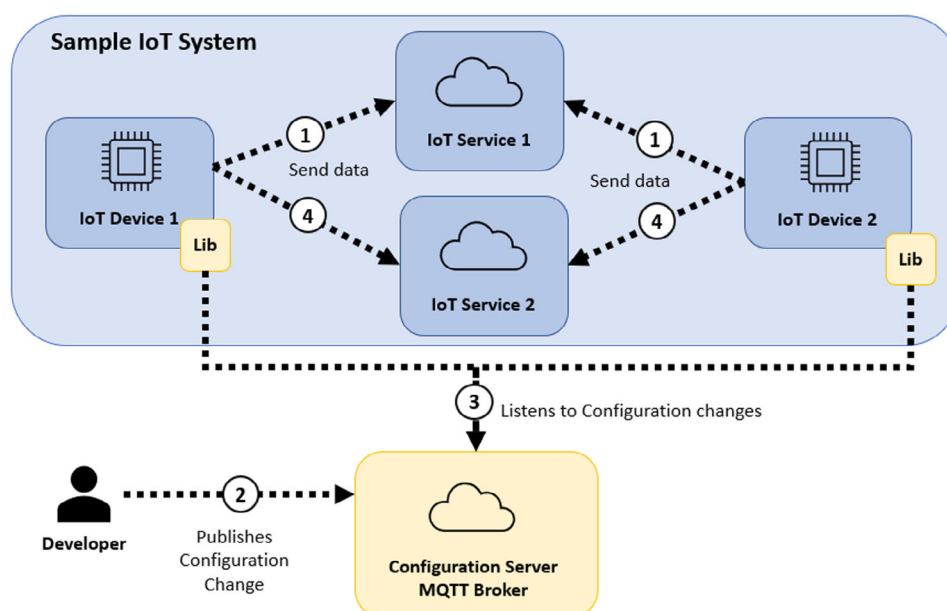 Sample IoT System
IoT Service 1
1
1
Send data
Send data
IoT Device 1
IoT Device 2
4
4
Lib
Lib
IoT Service 2
3
Listens to Configuration changes
2
Developer
Publishes
Configuration
Change
Configuration Server
MQTT Broker